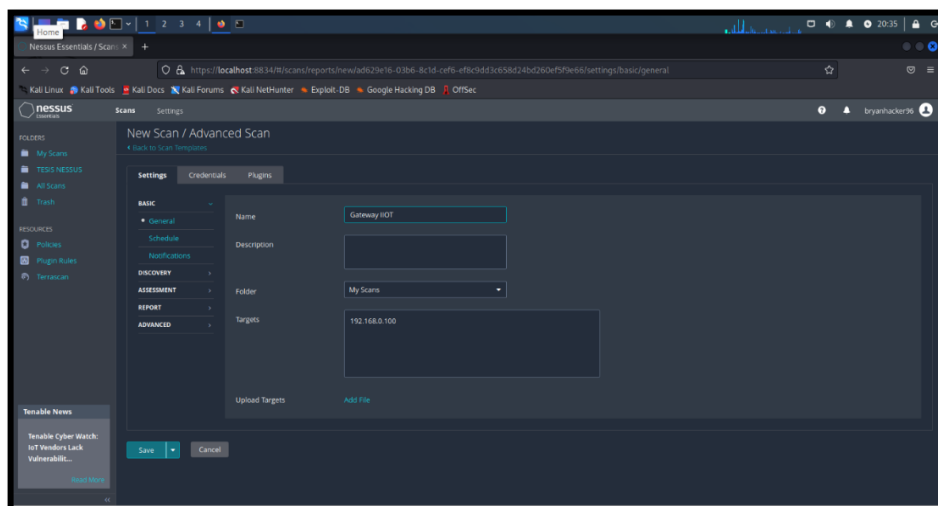 1 2 3 4
20:35
Home
Nessus Essentials / Scans
https://localhost:8834/#/scans/reports/new/ad629e16-03b6-8c1d-cef6-ef8c9dd3c658d24bd260ef5f9e66/settings/basic/general
Kali Linux Kali Tools Kali Docs Kali Forums Kali NetHunter Exploit-DB Google Hacking DB OffSec
nessus Scans Settings bryanhacker96
Essentials
New Scan / Advanced Scan
Back to Scan Templates
FOLDERS
My Scans
TESIS NESSUS
All Scans
Trash
RESOURCES
Policies
Plugin Rules
Terrascan
Settings Credentials Plugins
BASIC
General
Schedule
Notifications
DISCOVERY
ASSESSMENT
REPORT
ADVANCED
Name Gateway IIOT
Description
Folder My Scans
Targets 192.168.0.100
Upload Targets Add File
Save Cancel
Tenable News
Tenable Cyber Watch:
IoT Vendors Lack
Vulnerabilit...
Read More